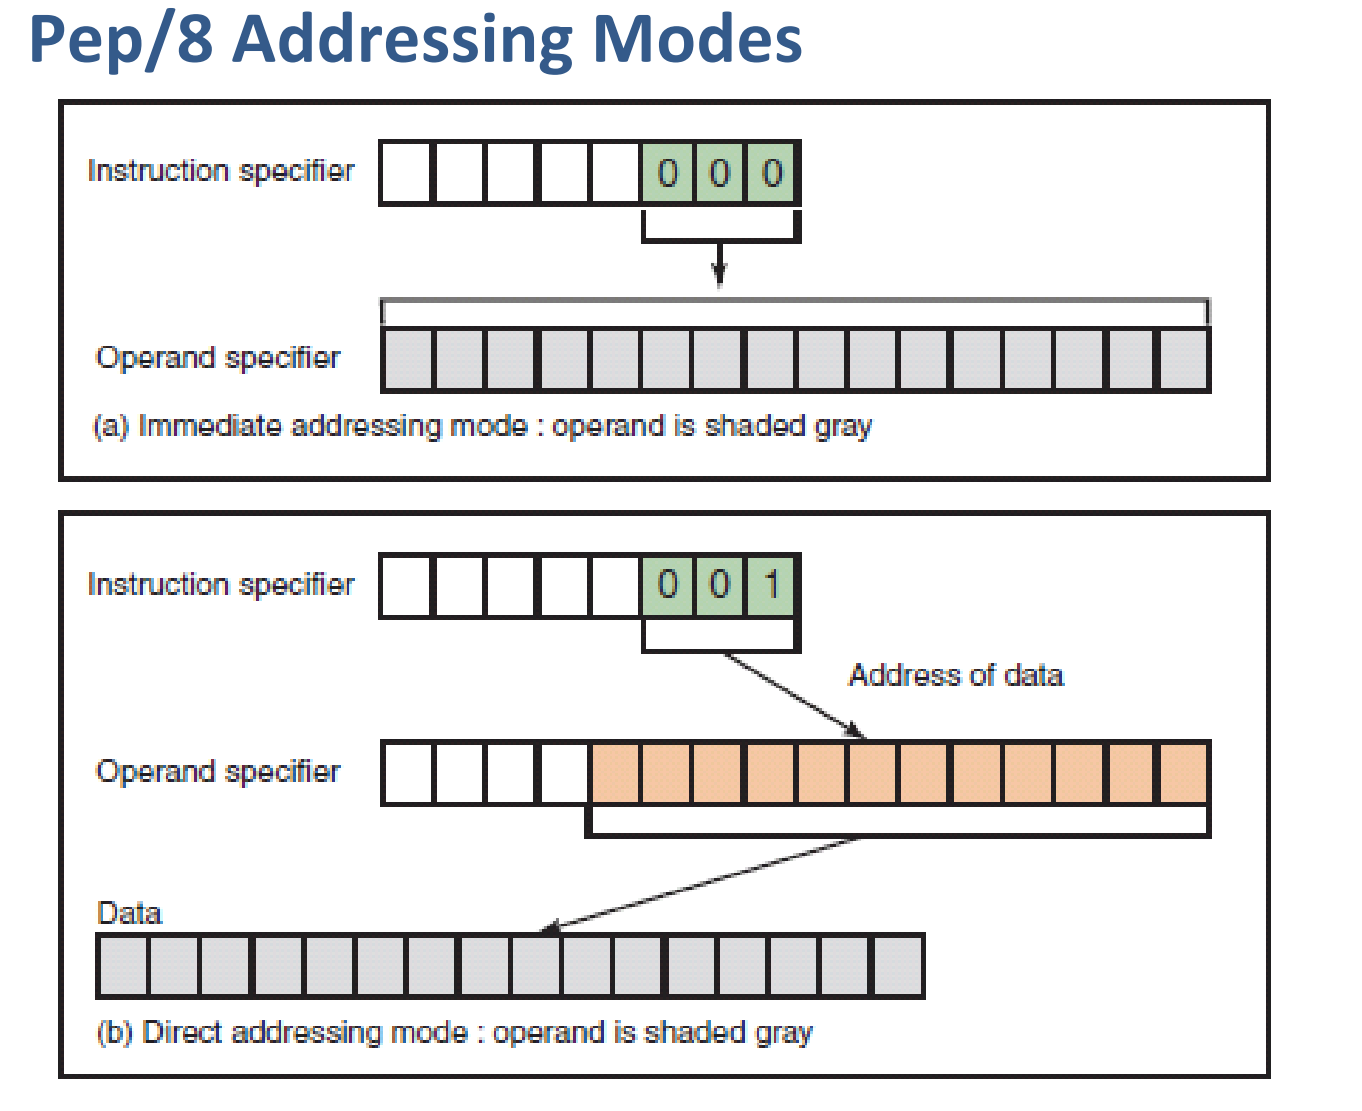 Pep/8 Addressing Modes
Instruction specifier 0 0 0
Operand specifier
(a) Immediate addressing mode : operand is shaded gray
Instruction specifier 0 0 1
Address of data
Operand specifier
Data
(b) Direct addressing mode : operand is shaded gray